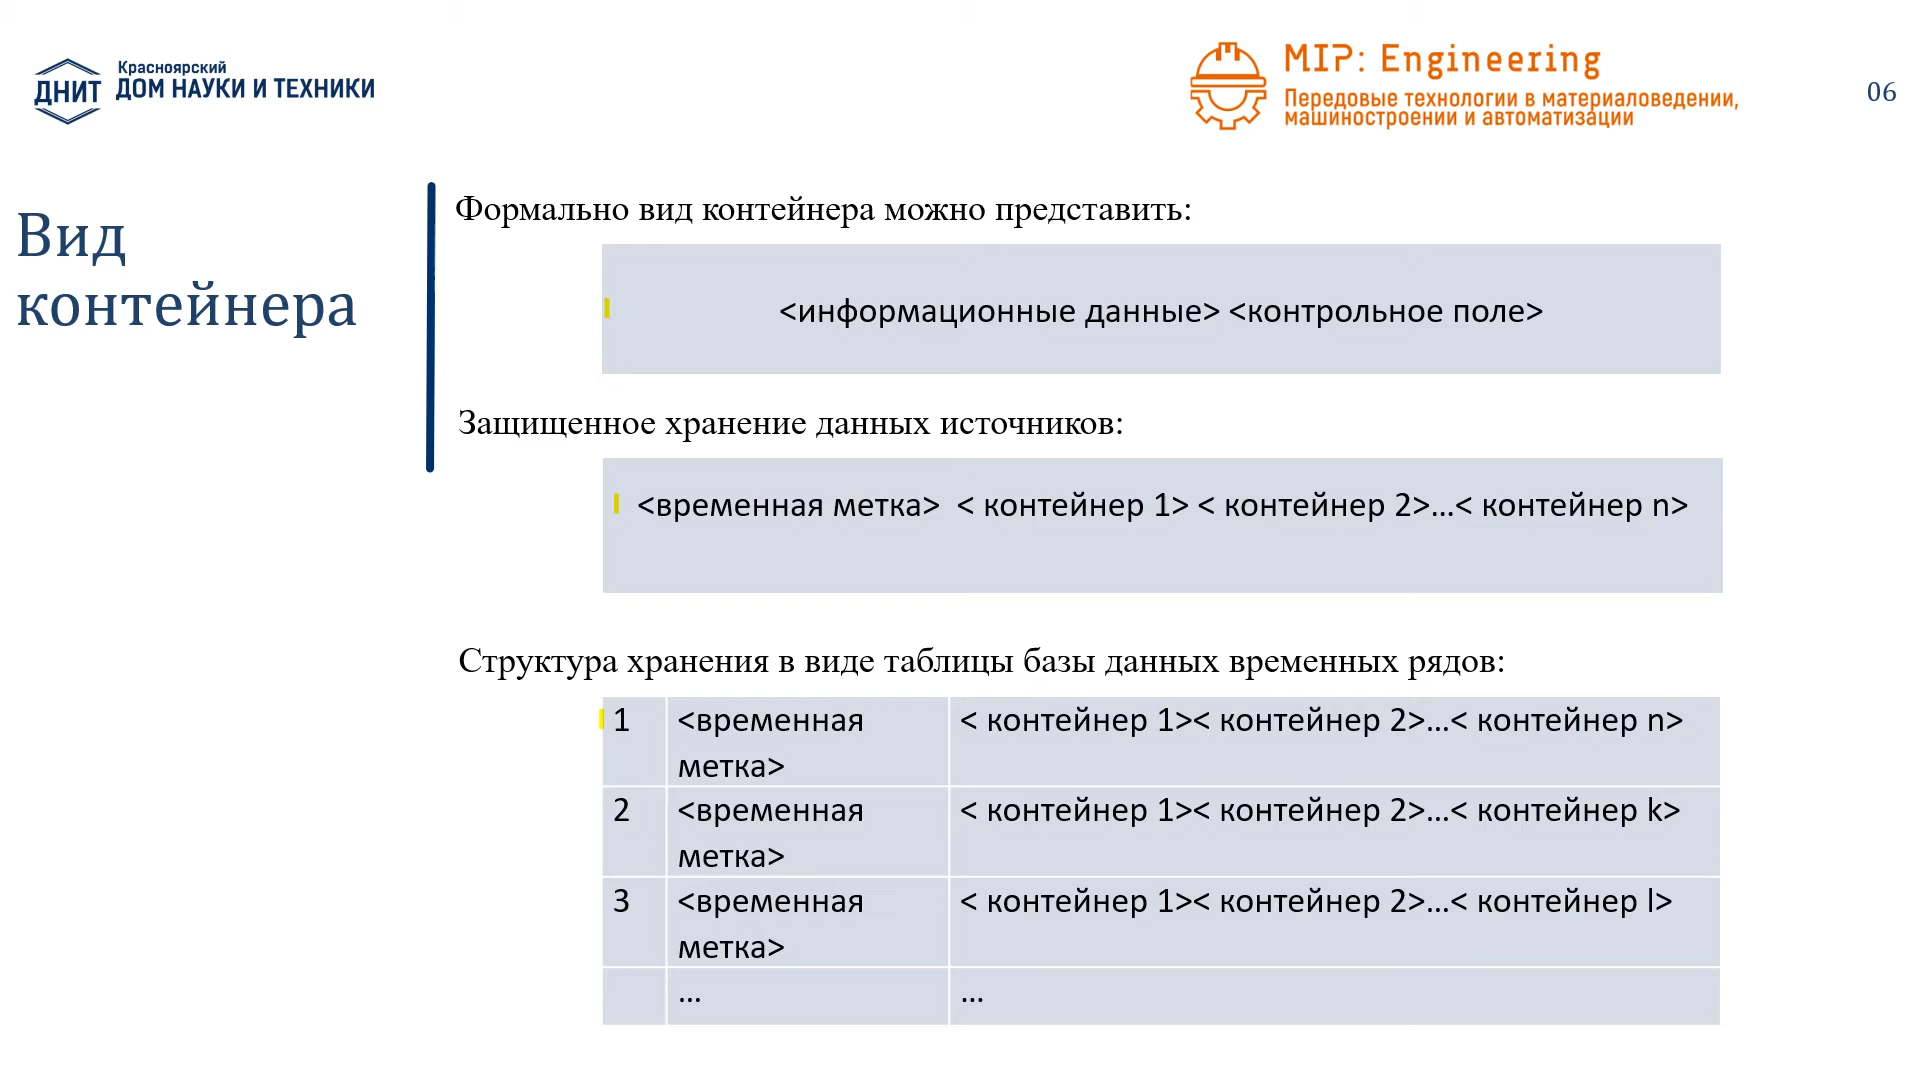 Красноярский
ДНИТ ДОМ НАУКИ И ТЕХНИКИ
MIP: Engineering
Передовые технологии в материаловедении,
машиностроении и автоматизации
06
Вид
контейнера
Формально вид контейнера можно представить:
<информационные данные> <контрольное поле>
Защищенное хранение данных источников:
<временная метка> < контейнер 1> < контейнер 2>...< контейнер n>
Структура хранения в виде таблицы базы данных временных рядов:
1 <временная метка> < контейнер 1>< контейнер 2>...< контейнер n>
2 <временная метка> < контейнер 1>< контейнер 2>...< контейнер k>
3 <временная метка> < контейнер 1>< контейнер 2>...< контейнер l>
... ...